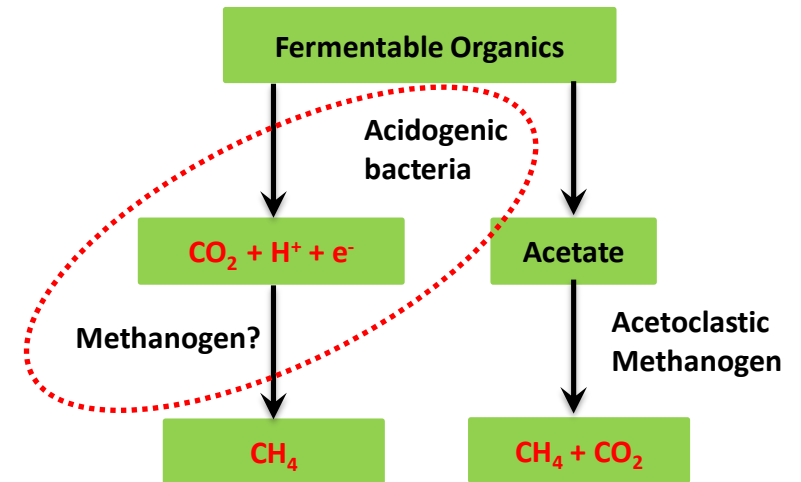 Fermentable Organics
Acidogenic
bacteria
CO₂ + H⁺ + e⁻
Acetate
Methanogen?
Acetoclastic
Methanogen
CH₄
CH₄ + CO₂